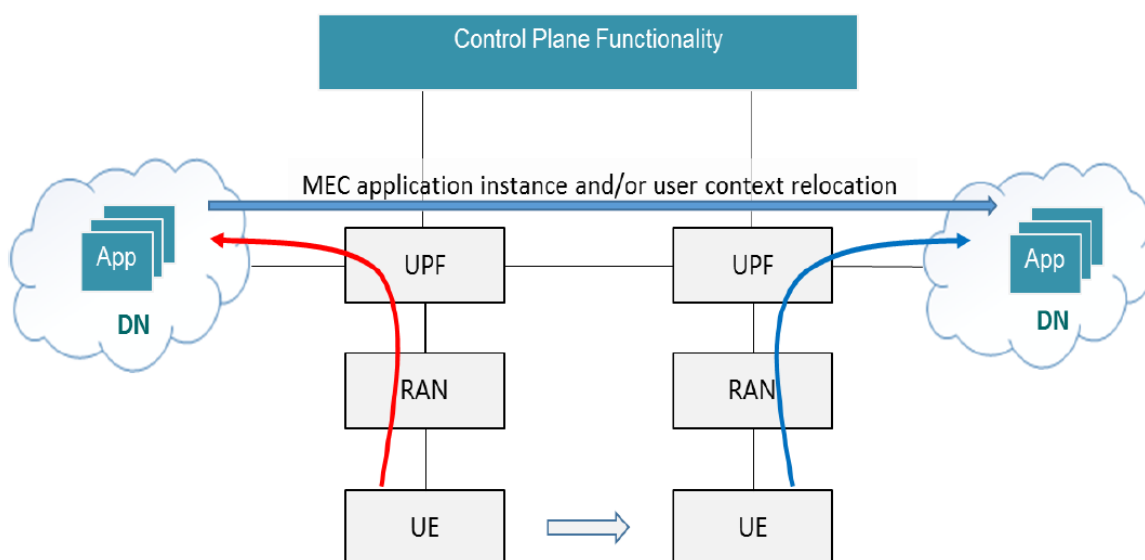 Control Plane Functionality
MEC application instance and/or user context relocation
App
DN
UPF
UPF
App
DN
RAN
RAN
UE
UE